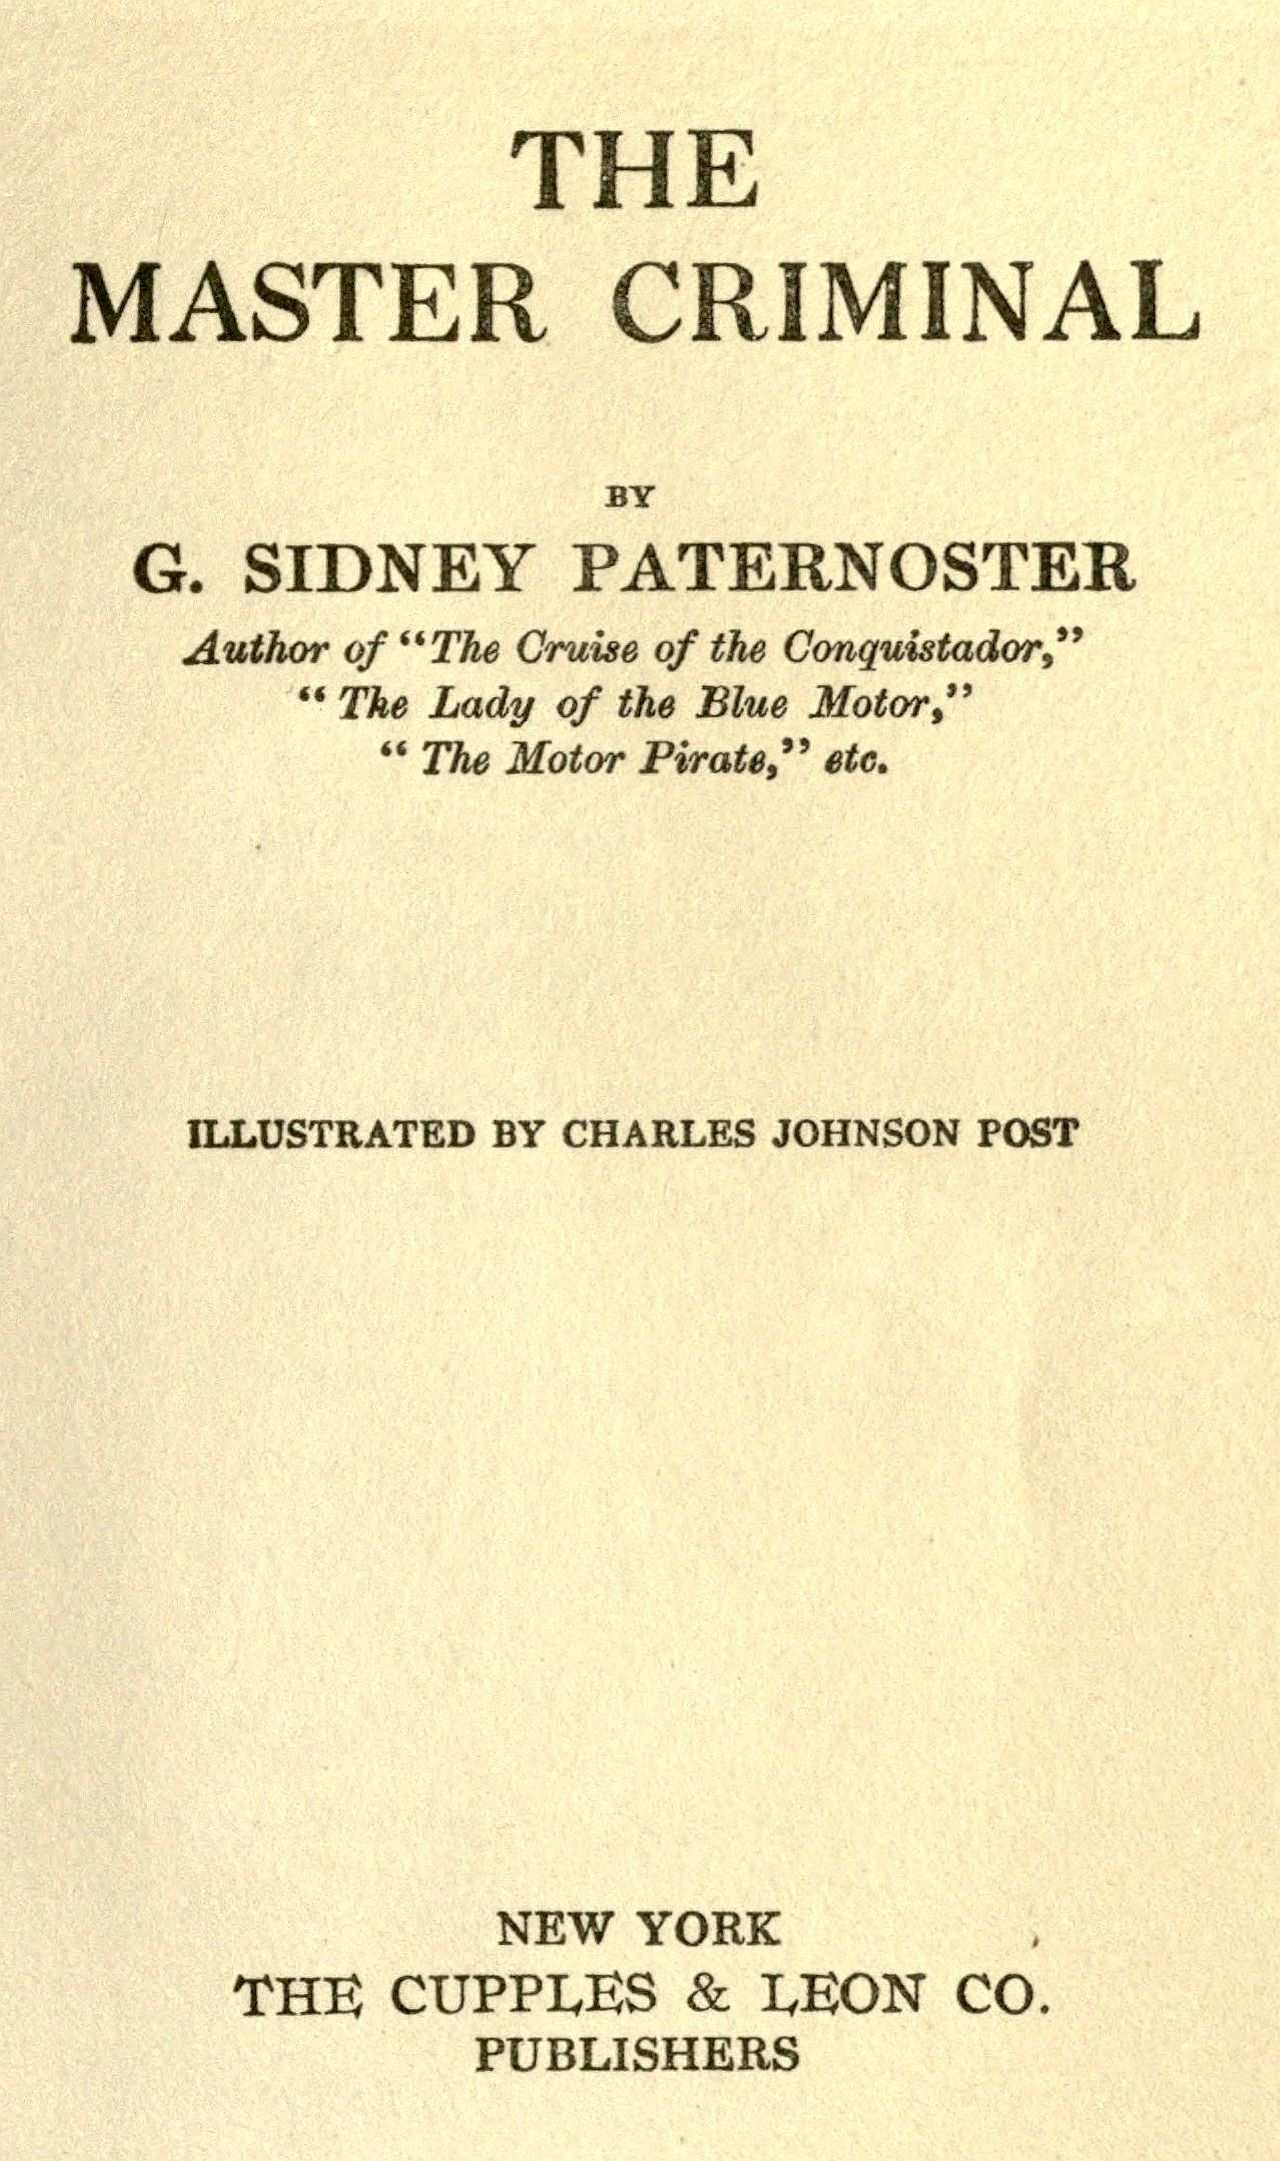 THE
MASTER CRIMINAL
BY
G. SIDNEY PATERNOSTER
Author of “The Cruise of the Conquistador,”
“The Lady of the Blue Motor,”
“The Motor Pirate,” etc.
ILLUSTRATED BY CHARLES JOHNSON POST
NEW YORK
THE CUPPLES & LEON CO.
PUBLISHERS